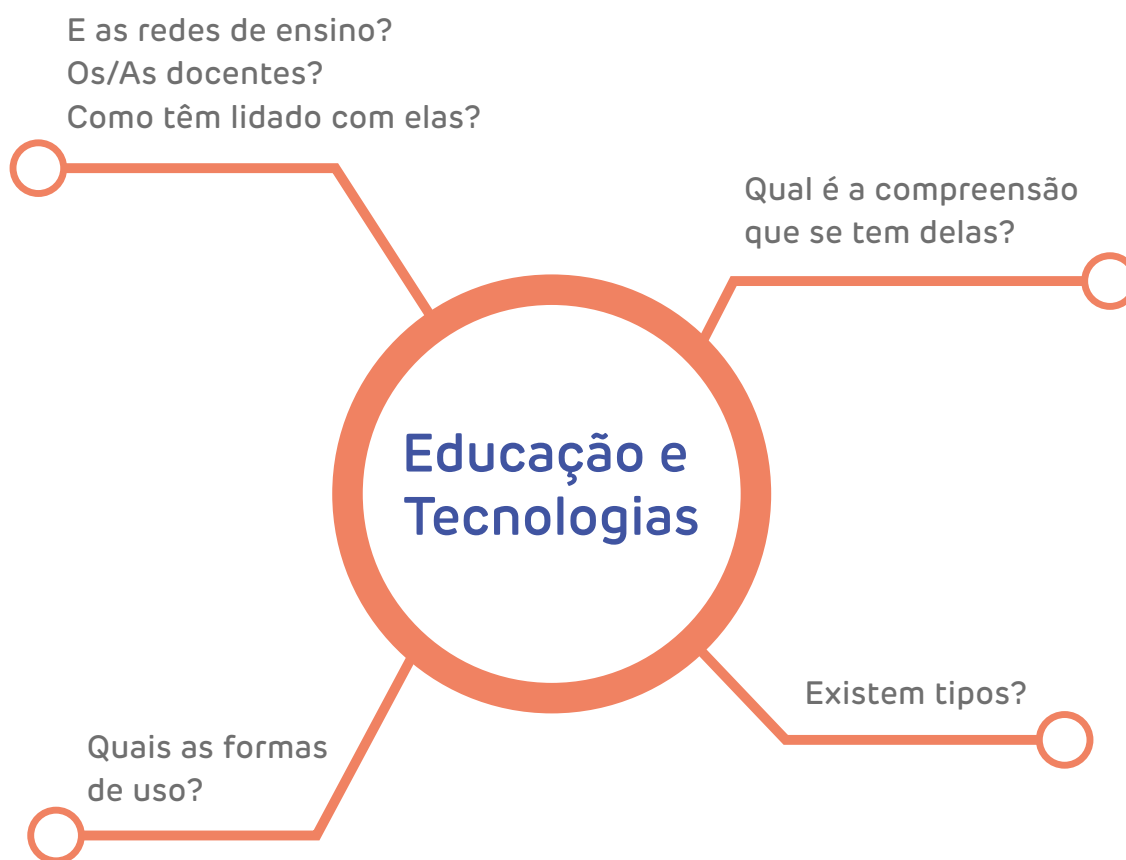 E as redes de ensino?
Os/As docentes?
Como têm lidado com elas?
Qual é a compreensão
que se tem delas?
Educação e
Tecnologias
Existem tipos?
Quais as formas
de uso?